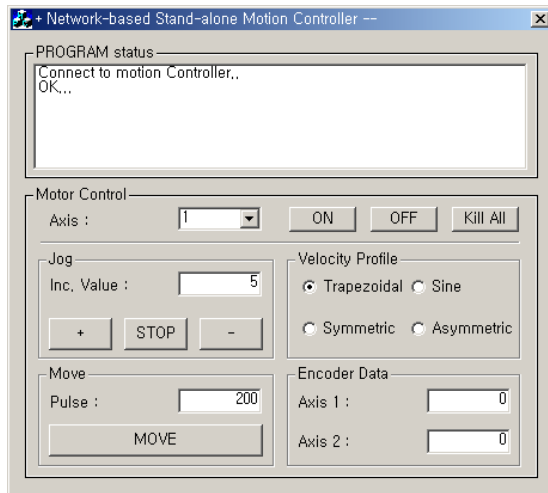 + Network-based Stand-alone Motion Controller --
PROGRAM status
Connect to motion Controller,,
OK,,,
Motor Control
Axis : 1 ON OFF Kill All
Jog
Inc, Value : 5
+ STOP -
Velocity Profile
Trapezoidal Sine
Symmetric Asymmetric
Move
Pulse : 200
MOVE
Encoder Data
Axis 1 : 0
Axis 2 : 0